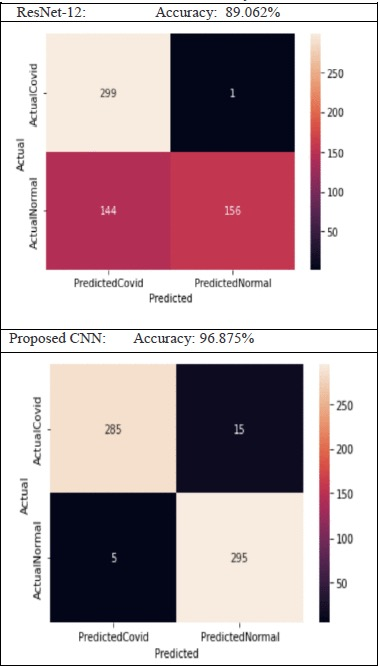 ResNet-12: Accuracy: 89.062%
ActualCovid
ActualNormal
Actual
299
1
144
156
PredictedCovid
PredictedNormal
Predicted
250
200
150
100
50
Proposed CNN: Accuracy: 96.875%
ActualCovid
ActualNormal
Actual
285
15
5
295
PredictedCovid
PredictedNormal
Predicted
250
200
150
100
50